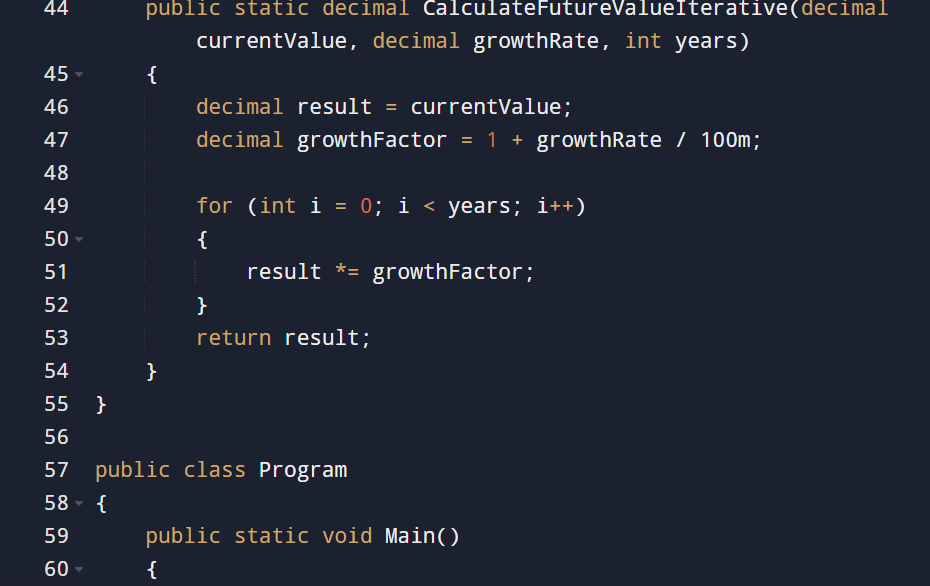 44 public static decimal CalculateFutureValueIterative(decimal
currentValue, decimal growthRate, int years)
45 {
46 decimal result = currentValue;
47 decimal growthFactor = 1 + growthRate / 100m;
48
49 for (int i = 0; i < years; i++)
50 {
51 result *= growthFactor;
52 }
53 return result;
54 }
55 }
56
57 public class Program
58 {
59 public static void Main()
60 {